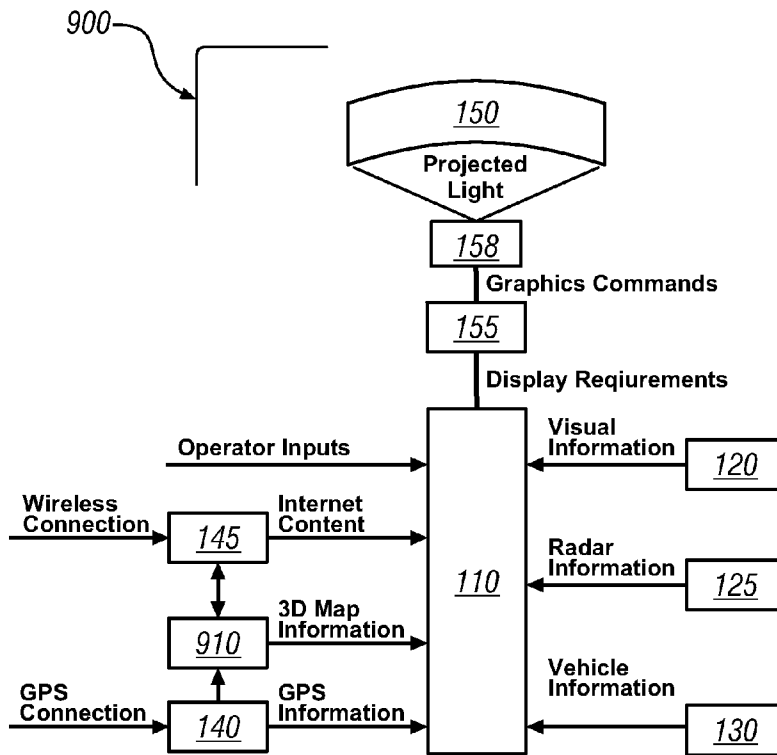 900
150
Projected
Light
158
Graphics Commands
155
Display Reqiurements
Operator Inputs
Visual
Information
120
Wireless
Connection
145
Internet
Content
110
Radar
Information
125
910
3D Map
Information
GPS
Connection
140
GPS
Information
Vehicle
Information
130